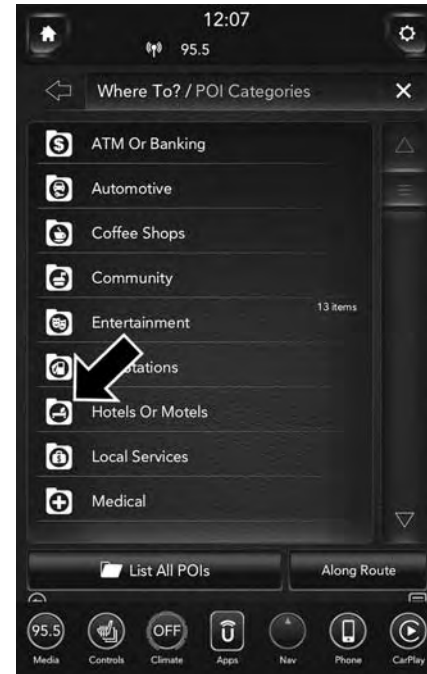 12:07
95.5
Where To? / POI Categories
ATM Or Banking
Automotive
Coffee Shops
Community
13 items
Entertainment
stations
Hotels Or Motels
Local Services
Medical
List All POIs
Along Route
95.5
OFF
Media
Controls
Climate
Apps
Nav
Phone
CarPlay